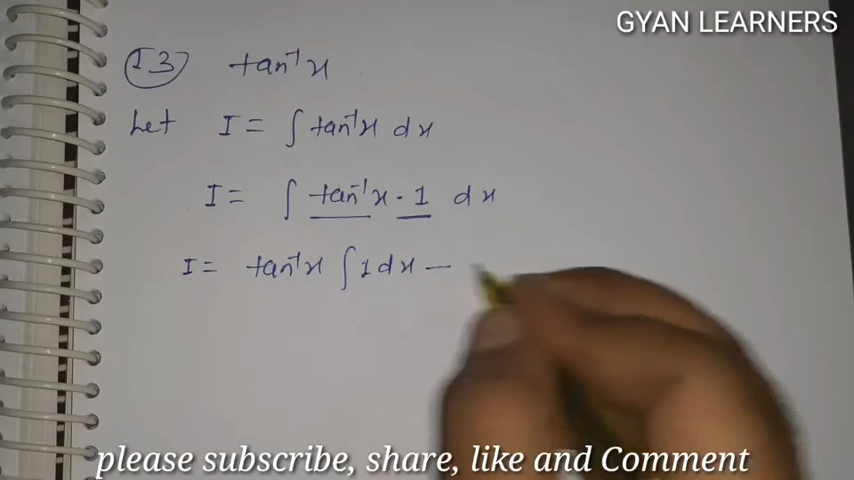 GYAN LEARNERS
13 tan⁻¹x
Let I = ∫ tan⁻¹x dx
I = ∫ tan⁻¹x · 1 dx
I = tan⁻¹x ∫ 1 dx —
please subscribe, share, like and Comment